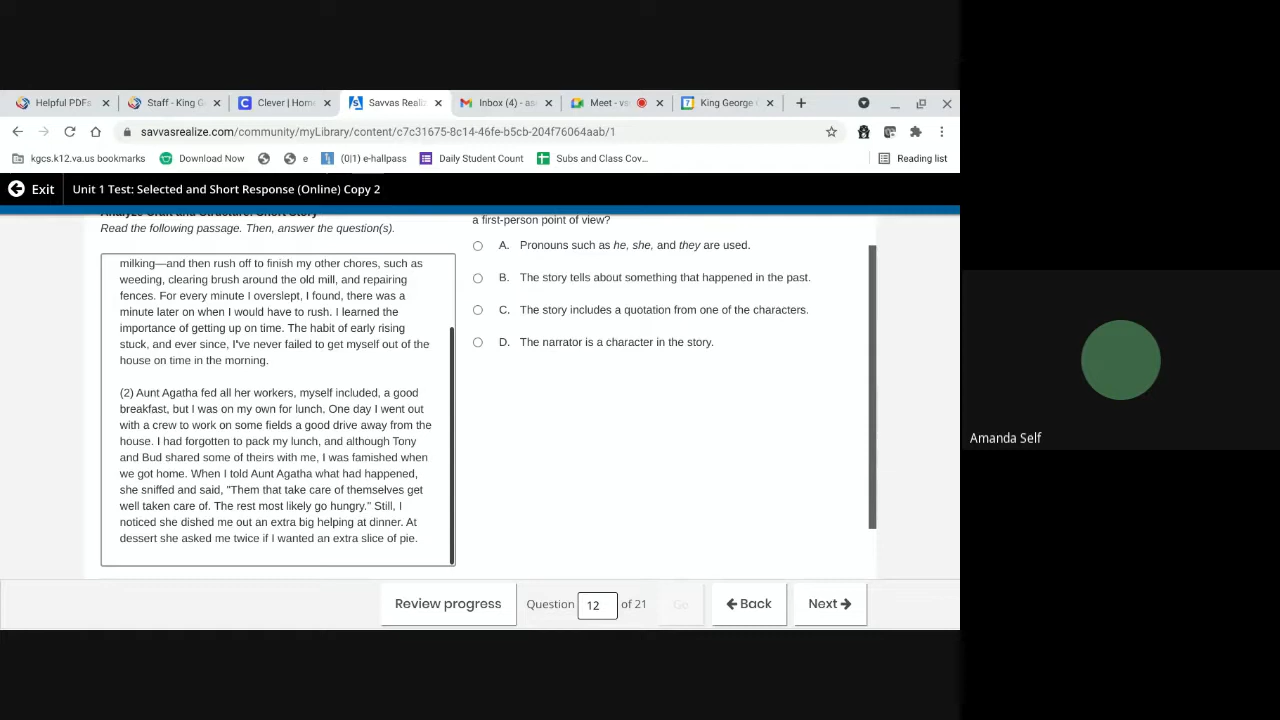 Helpful PDFs
Staff - King G
Clever | Hom
Savvas Realiz
Inbox (4) - as
Meet - vs
King George
savvasrealize.com/community/myLibrary/content/c7c31675-8c14-46fe-b5cb-204f76064aab/1
kgcs.k12.va.us bookmarks
Download Now
e
(0|1) e-hallpass
Daily Student Count
Subs and Class Cov...
Reading list
Exit
Unit 1 Test: Selected and Short Response (Online) Copy 2
Analyze Craft and Structure: Short Story
Read the following passage. Then, answer the question(s).
milking—and then rush off to finish my other chores, such as
weeding, clearing brush around the old mill, and repairing
fences. For every minute I overslept, I found, there was a
minute later on when I would have to rush. I learned the
importance of getting up on time. The habit of early rising
stuck, and ever since, I've never failed to get myself out of the
house on time in the morning.
(2) Aunt Agatha fed all her workers, myself included, a good
breakfast, but I was on my own for lunch. One day I went out
with a crew to work on some fields a good drive away from the
house. I had forgotten to pack my lunch, and although Tony
and Bud shared some of theirs with me, I was famished when
we got home. When I told Aunt Agatha what had happened,
she sniffed and said, "Them that take care of themselves get
well taken care of. The rest most likely go hungry." Still, I
noticed she dished me out an extra big helping at dinner. At
dessert she asked me twice if I wanted an extra slice of pie.
a first-person point of view?
A. Pronouns such as he, she, and they are used.
B. The story tells about something that happened in the past.
C. The story includes a quotation from one of the characters.
D. The narrator is a character in the story.
Review progress
Question 12 of 21
Go
Back
Next
Amanda Self